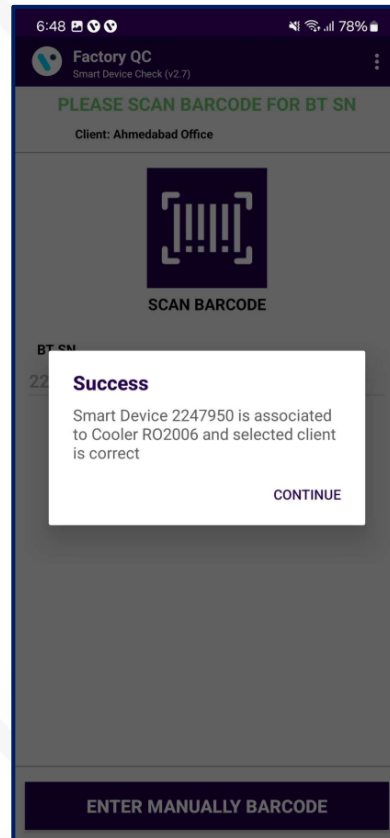 6:48 78%
Factory QC
Smart Device Check (v2.7)
PLEASE SCAN BARCODE FOR BT SN
Client: Ahmedabad Office
SCAN BARCODE
BT SN
22
Success
Smart Device 2247950 is associated
to Cooler RO2006 and selected client
is correct
CONTINUE
ENTER MANUALLY BARCODE